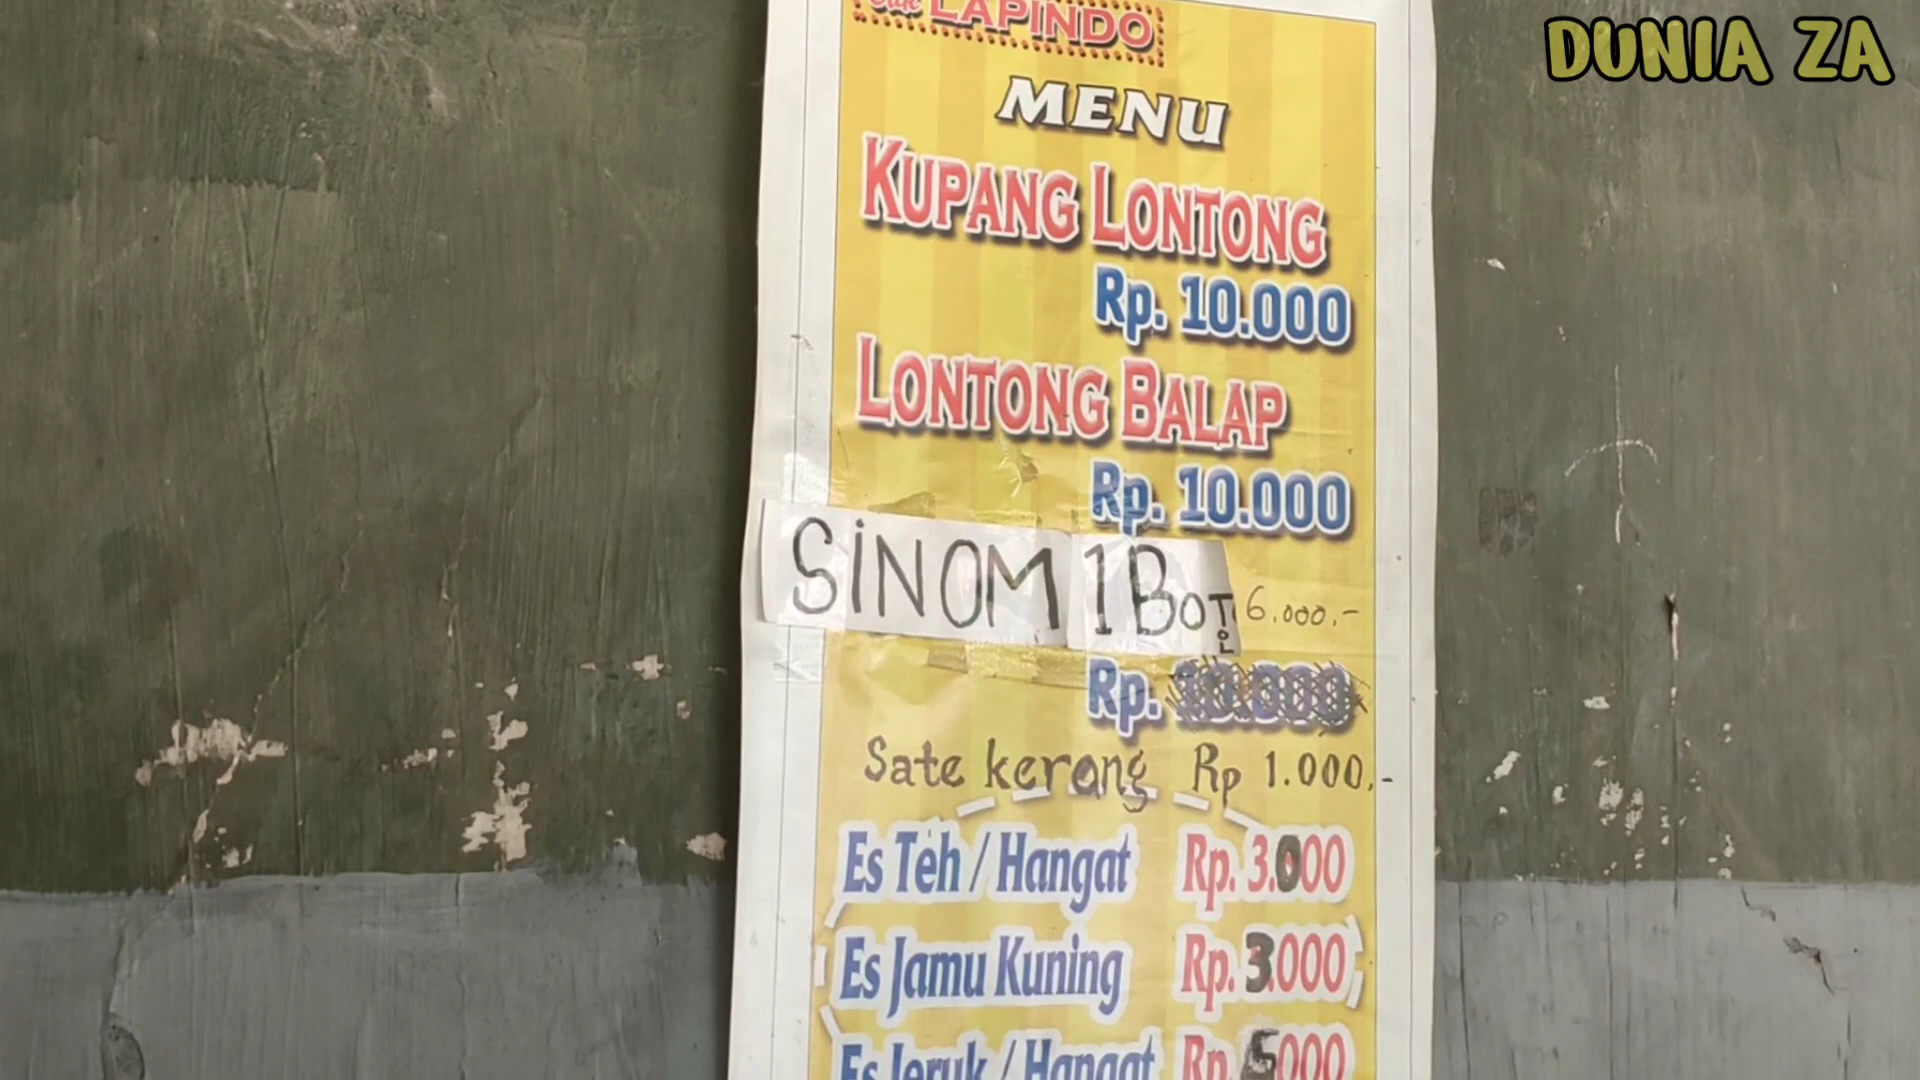 DUNIA ZA
LAPINDO
MENU
KUPANG LONTONG
Rp. 10.000
LONTONG BALAP
Rp. 10.000
SINOM 1 BOTOL 6.000,-
Rp. 10.000
Sate kerang Rp 1.000,-
Es Teh / Hangat Rp. 3.000
Es Jamu Kuning Rp. 3.000
Es Jeruk / Hangat Rp. 5000